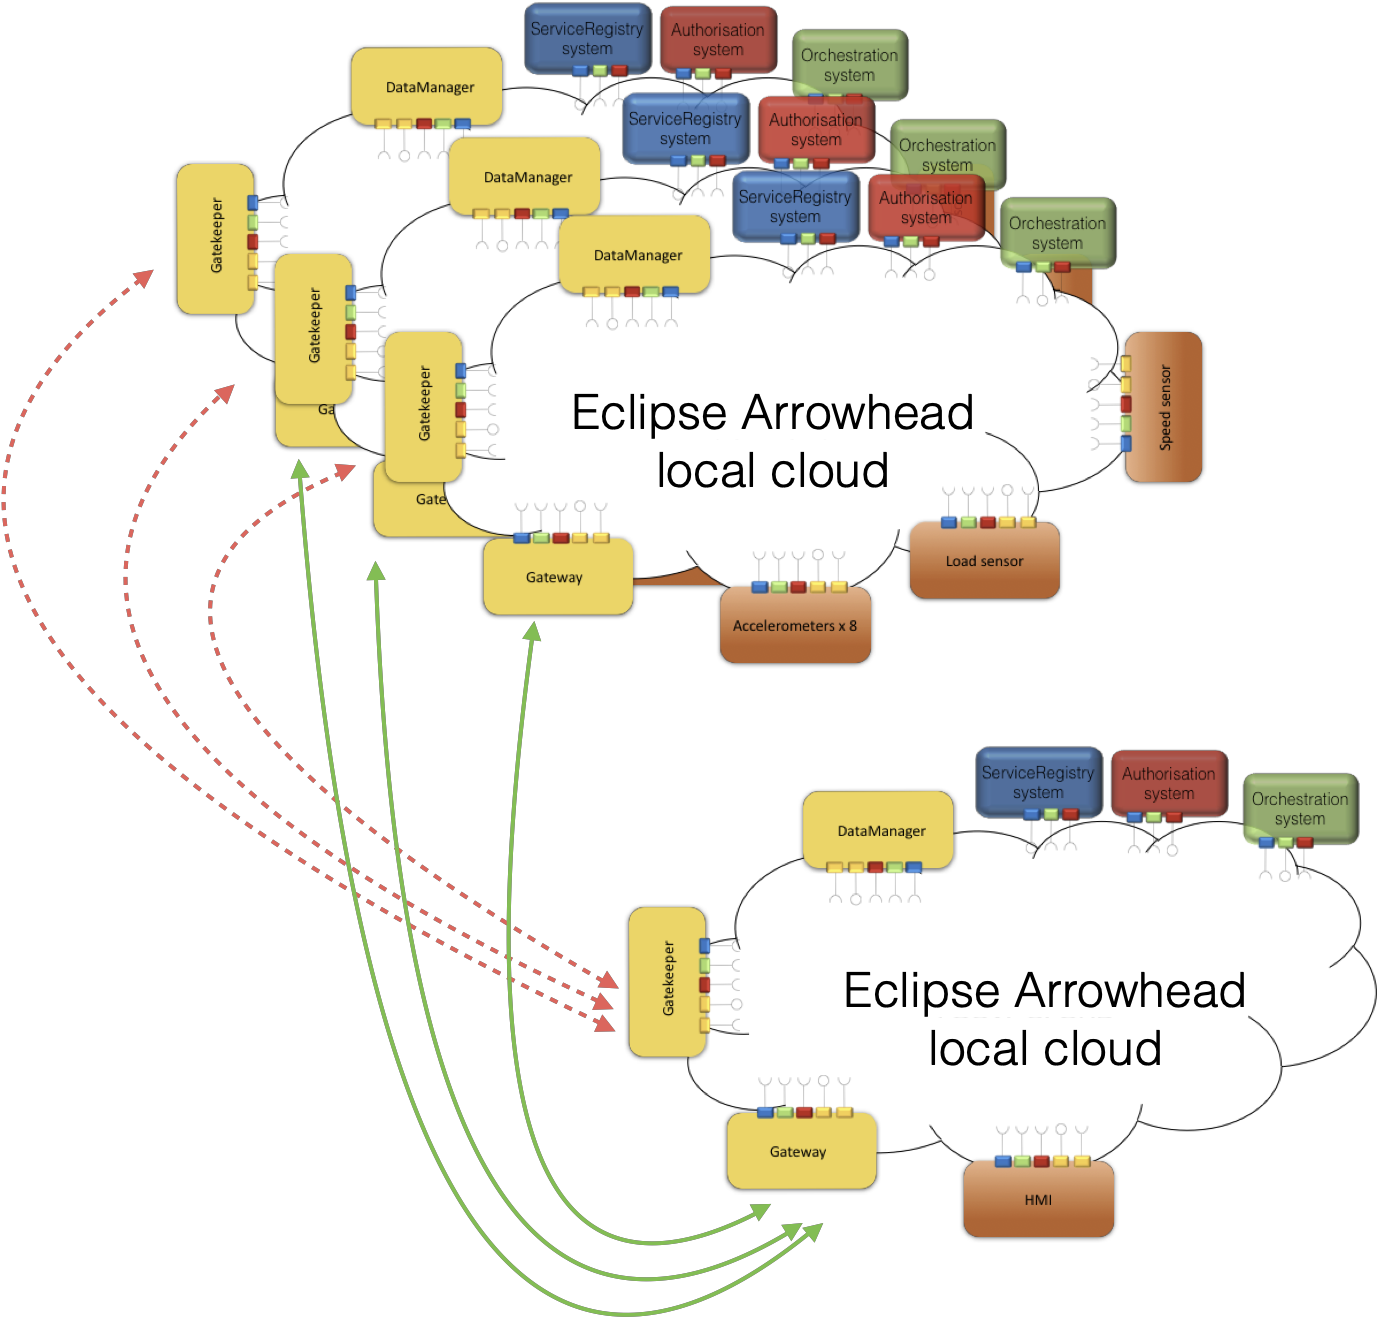 ServiceRegistry
system
Authorisation
system
Orchestration
system
DataManager
ServiceRegistry
system
Authorisation
system
Orchestration
system
DataManager
Gatekeeper
ServiceRegistry
system
Authorisation
system
Orchestration
system
DataManager
Gatekeeper
Gatekeeper
Ga
Gate
Speed sensor
Eclipse Arrowhead
local cloud
Load sensor
Gateway
Accelerometers x 8
ServiceRegistry
system
Authorisation
system
Orchestration
system
DataManager
Gatekeeper
Eclipse Arrowhead
local cloud
Gateway
HMI